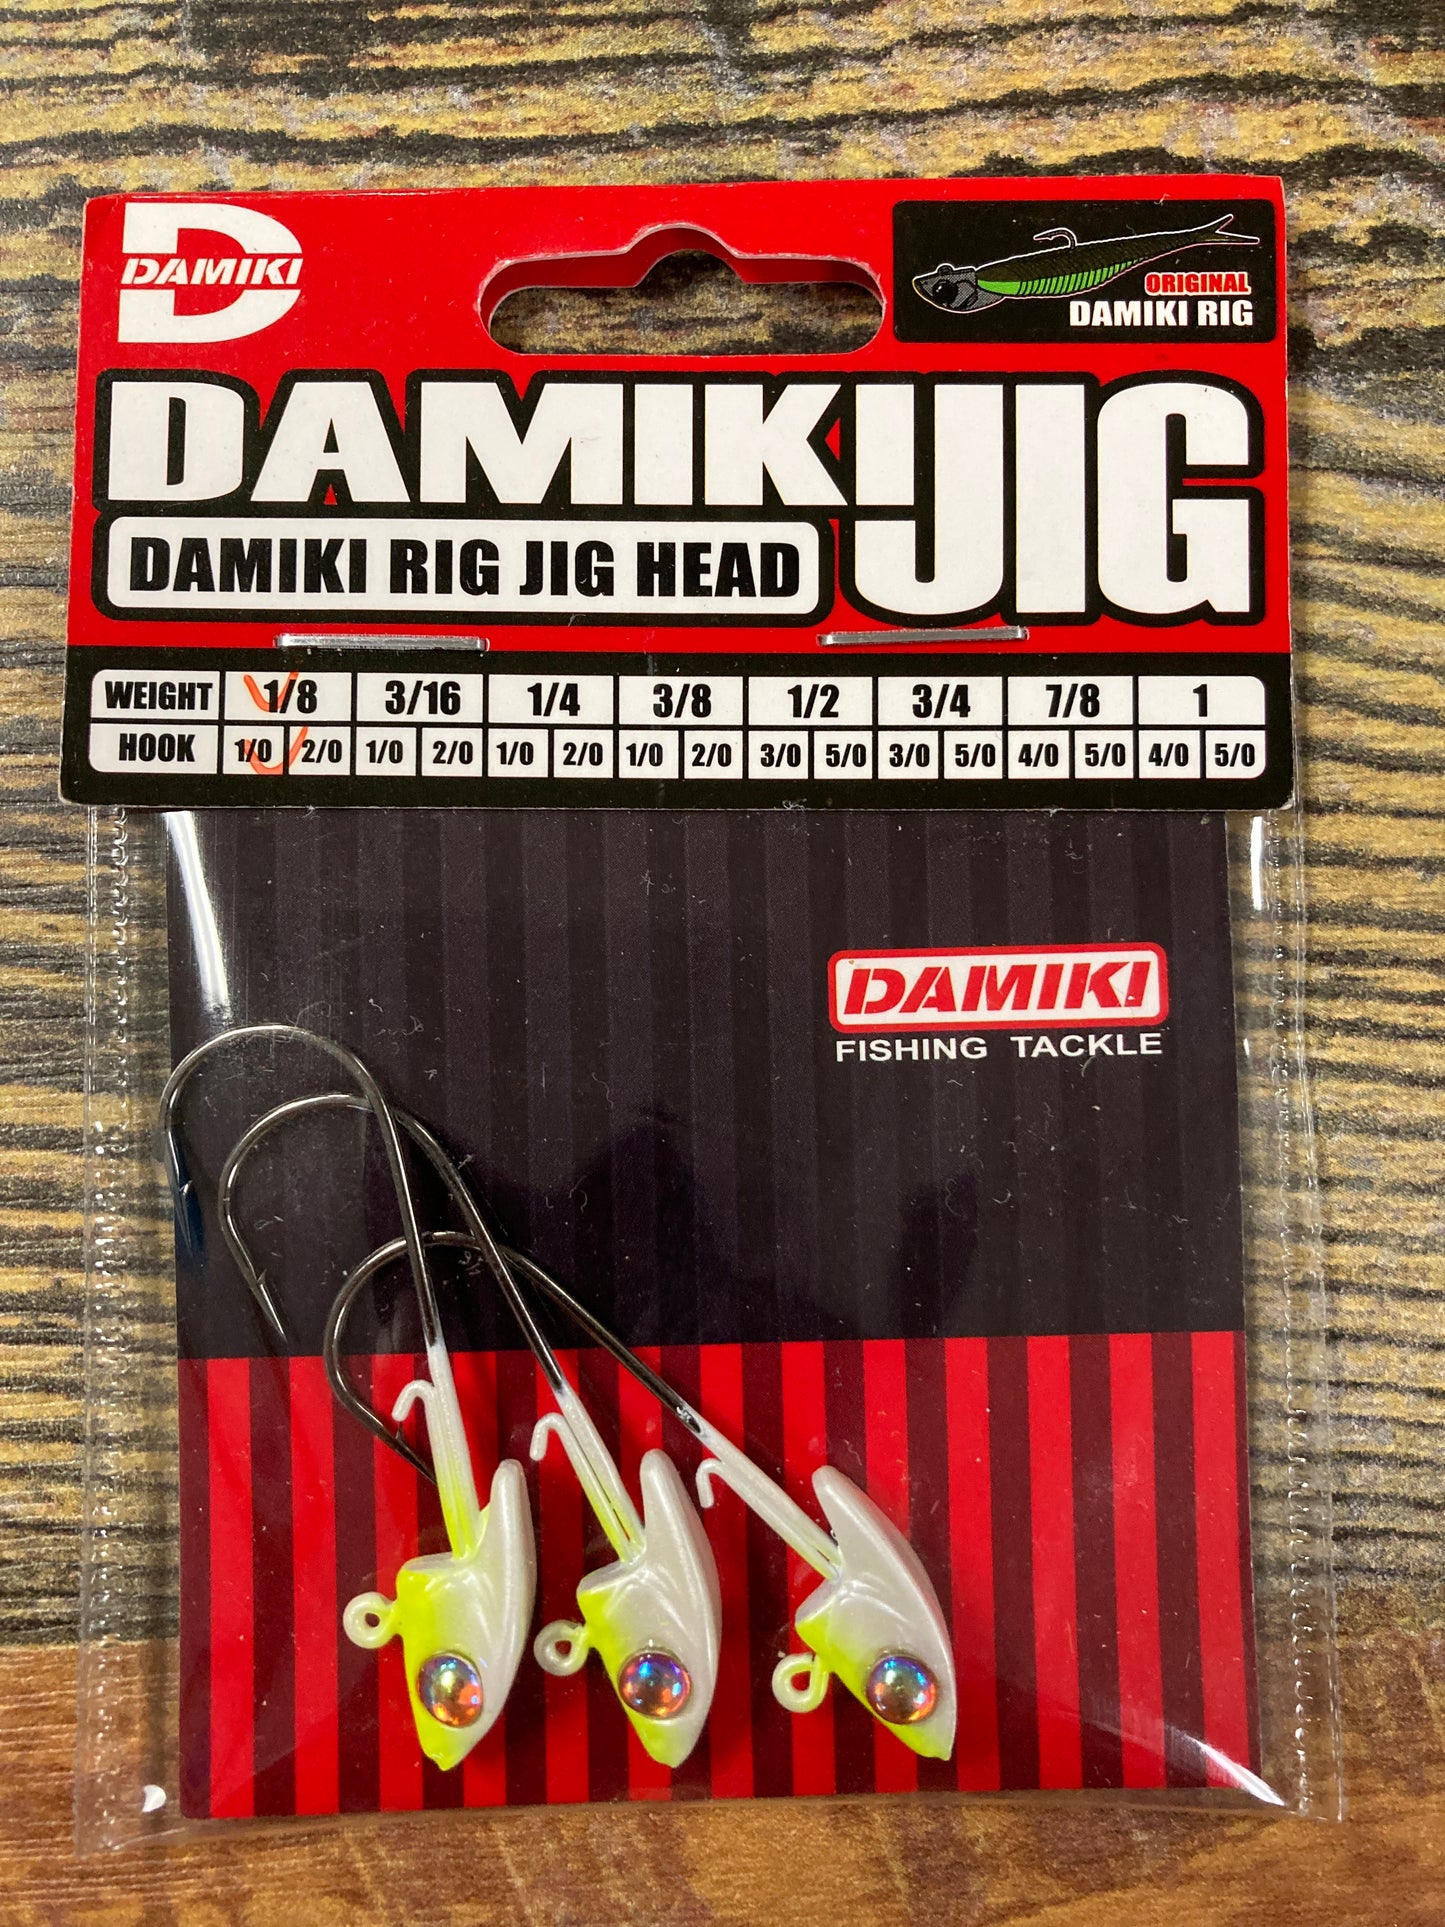 DAMIKI
ORIGINAL
DAMIKI RIG
DAMIKI JIG
DAMIKI RIG JIG HEAD
WEIGHT 1/8 3/16 1/4 3/8 1/2 3/4 7/8 1
HOOK 1/0 2/0 1/0 2/0 1/0 2/0 1/0 2/0 3/0 5/0 3/0 5/0 4/0 5/0 4/0 5/0
DAMIKI
FISHING TACKLE